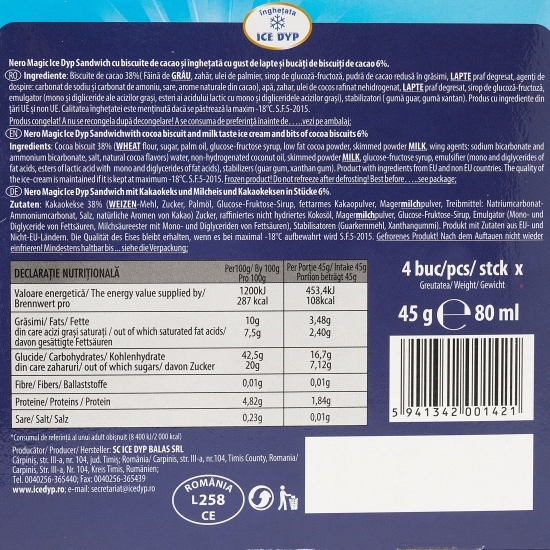 înghețată
ICE DYP
Nero Magic Ice Dyp Sandwich cu biscuite de cacao și înghețată cu gust de lapte și bucăți de biscuiți de cacao 6%.
RO Ingrediente: Biscuite de cacao 38%( Făină de GRÂU, zahăr, ulei de palmier, sirop de glucoză-fructoză, pudră de cacao redusă în grăsimi, LAPTE praf degresat, agenți de
dospire: carbonat de sodiu și carbonat de amoniu, sare, arome naturale din cacao), apă, zahar, ulei de cocos rafinat nehidrogenat, LAPTE praf degresat, sirop de glucoză-fructoză,
emulgator (mono și digliceride ale acizilor grași, esteri ai acidului lactic cu mono și digliceridele acizilor grași), stabilizatori ( gumă guar, gumă xantan). Produs cu ingrediente din
țări UE și non UE. Calitatea înghețatei este menținută dacă se păstrează la maxim -18°C. S.F.5-2015.
Produs congelat! A nu se recongela după decongelare! A se consuma de preferință înainte de .....vezi pe ambalaj;
EN Nero Magic Ice Dyp Sandwich with cocoa biscuit and milk taste ice cream and bits of cocoa biscuits 6%
Ingredients: Cocoa biscuit 38% (WHEAT flour, sugar, palm oil, glucose-fructose syrup, low fat cocoa powder, skimmed powder MILK, wing agents: sodium bicarbonate and
ammonium bicarbonate, salt, natural cocoa flavors) water, non-hydrogenated coconut oil, skimmed powder MILK, glucose-fructose syrup, emulsifier (mono and diglycerides of
fat acids, esters of lactic acid with mono and diglycerides of fat acids), stabilizers (guar gum, xanthan gum). Product with ingredients from EU and non EU countries. The quality of
the ice-cream is maintained if it is kept at maximum -18°C. S.F.5-2015. Frozen product! Do not refreeze after defrosting! Best before . . . . .see package;
DE Nero Magic Ice Dyp Sandwich mit Kakaokeks und Milcheis und Kakaokeksen in Stücke 6%.
Zutaten: Kakaokekse 38% (WEIZEN-Mehl, Zucker, Palmöl, Glucose-Fructose-Sirup, fettarmes Kakaopulver, Magermilchpulver, Treibmittel: Natriumcarbonat-
Ammoniumcarbonat, Salz, natürliche Aromen von Kakao) Zucker, raffiniertes nicht hydriertes Kokosöl, Magermilchpulver, Glucose-Fruktose-Sirup, Emulgator (Mono- und
Diglyceride von Fettsäuren, Milchsäureester mit Mono-und Diglyceriden von Fettsäuren), Stabilisatoren (Guarkernmehl, Xanthangummi). Produkt mit Zutaten aus EU- und
Nicht-EU-Ländern. Die Qualität des Eises bleibt erhalten, wenn es bei maximal -18°C aufbewahrt wird S.F.5-2015. Gefrorenes Produkt! Nach dem Auftauen nicht wieder
einfrieren! Mindestens haltbar bis ... siehe die Verpackung;
DECLARAȚIE NUTRIȚIONALĂ
Per100g/ By 100g
Pro 100g
Per Porție 45g/ Intake 45g
Portion beträgt 45g
Valoare energetică/ The energy value supplied by/
Brennwert pro
1200kJ
287 kcal
453,4kJ
108kcal
Grăsimi/ Fats/ Fette
din care acizi grași saturați / out of which saturated fat acids/
davon gesättigte Fettsäuren
10g
7,5g
3,48g
2,40g
Glucide/ Carbohydrates/ Kohlenhydrate
din care zaharuri/ out of which sugars/ davon Zucker
42,5g
20g
16,7g
7,12g
Fibre/ Fibers/ Ballaststoffe 0,01g 0,01g
Proteine/ Proteins / Protein 4,82g 1,84g
Sare/ Salt/ Salz 0,23g 0,01g
*Consumul de referință al unui adult obișnuit (8 400 kJ/2 000 kcal)
Producător/ Producer/ Hersteller: SC ICE DYP BALAS SRL
Cărpiniș, str. III-a, nr. 104, jud. Timiș; România/ Carpinis, str. III-a, nr.104, Timis County, Romania/
Carpinis, Str. III-a, Nr. 104, Kreis Timis, Rumänien;
Tel. 0040256-365440; Fax: 0040256-365439
www.icedyp.ro; e-mail: secretariat@icedyp.ro
ROMÂNIA
L258
CE
4 buc/pcs/ stck x
Greutatea/ Weight/ Gewicht
45 g e 80 ml
5 941342 001421